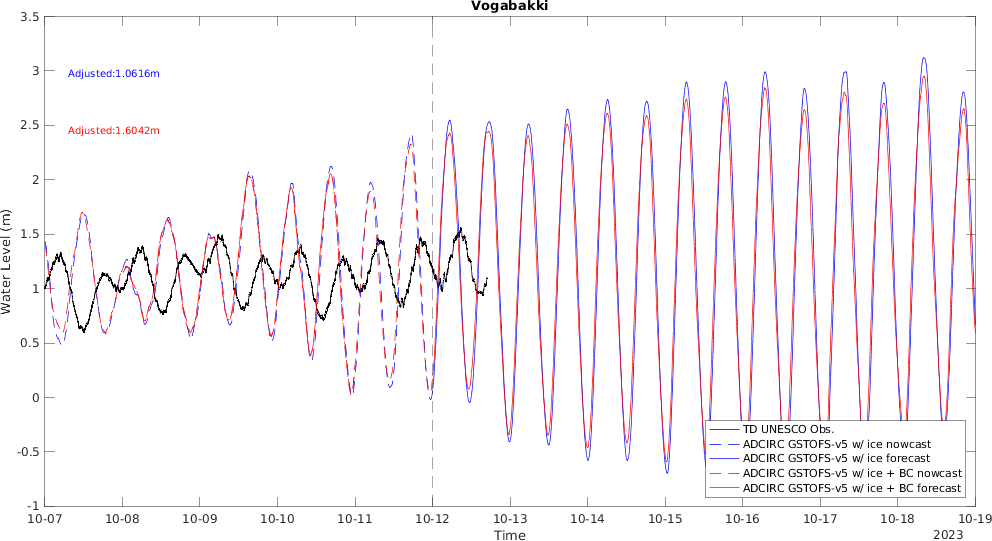 Vogabakki
3.5
3
2.5
2
1.5
1
0.5
0
-0.5
-1
Water Level (m)
Adjusted:1.0616m
Adjusted:1.6042m
TD UNESCO Obs.
ADCIRC GSTOFS-v5 w/ ice nowcast
ADCIRC GSTOFS-v5 w/ ice forecast
ADCIRC GSTOFS-v5 w/ ice + BC nowcast
ADCIRC GSTOFS-v5 w/ ice + BC forecast
10-07 10-08 10-09 10-10 10-11 10-12 10-13 10-14 10-15 10-16 10-17 10-18 10-19
Time
2023